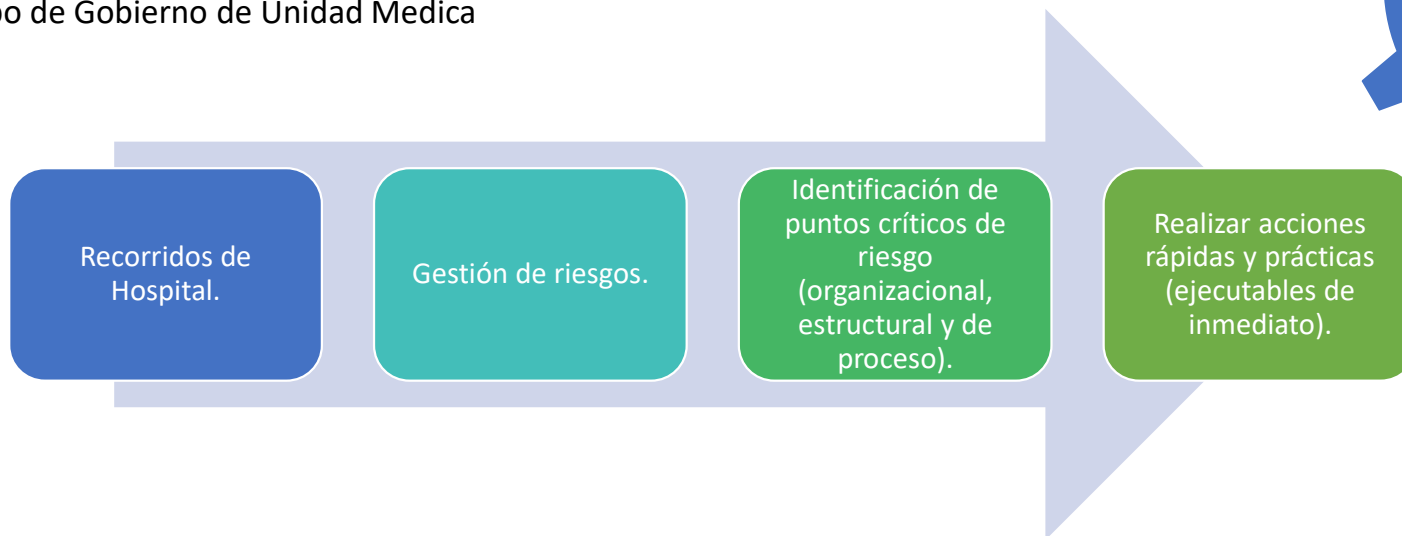 de Gobierno de Unidad Medica
Recorridos de
Hospital.
Gestión de riesgos.
Identificación de
puntos críticos de
riesgo
(organizacional,
estructural y de
proceso).
Realizar acciones
rápidas y prácticas
(ejecutables de
inmediato).